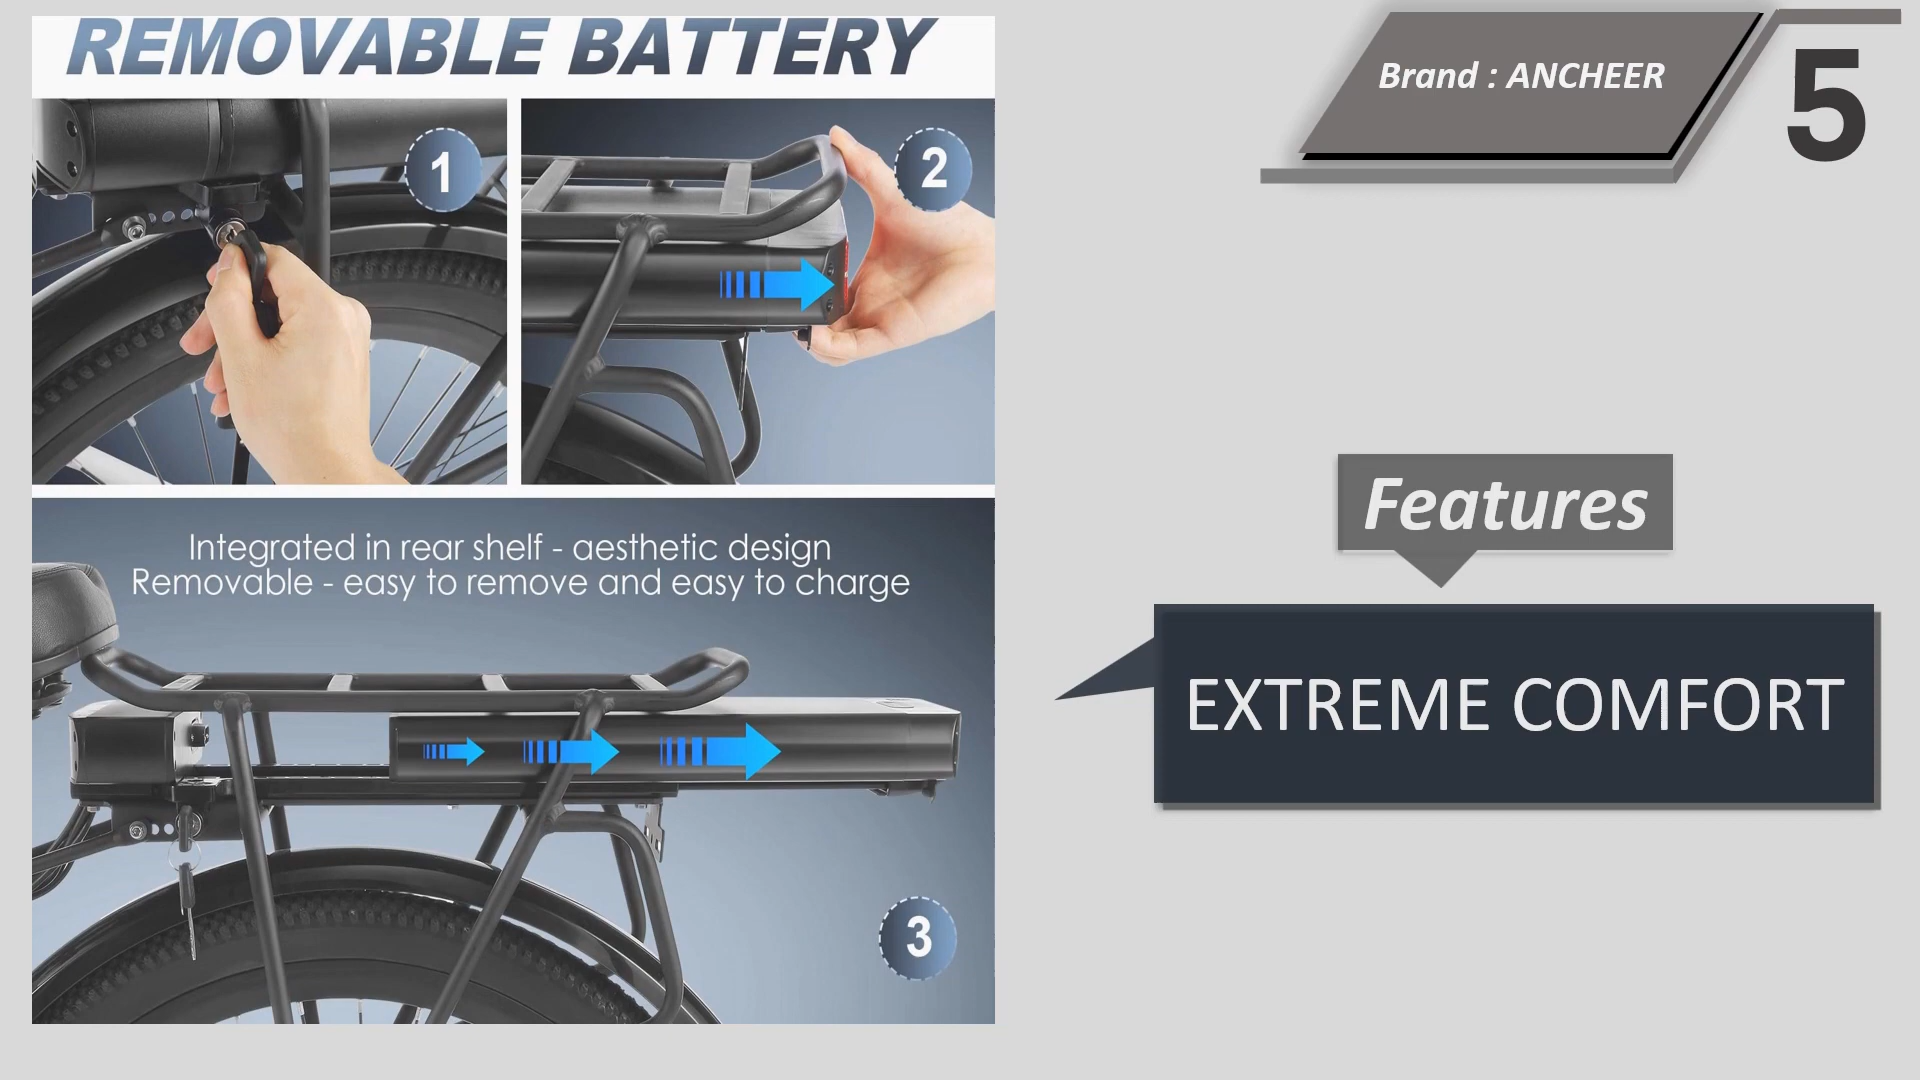 REMOVABLE BATTERY
1
2
Integrated in rear shelf - aesthetic design
Removable - easy to remove and easy to charge
3
Brand : ANCHEER
5
Features
EXTREME COMFORT